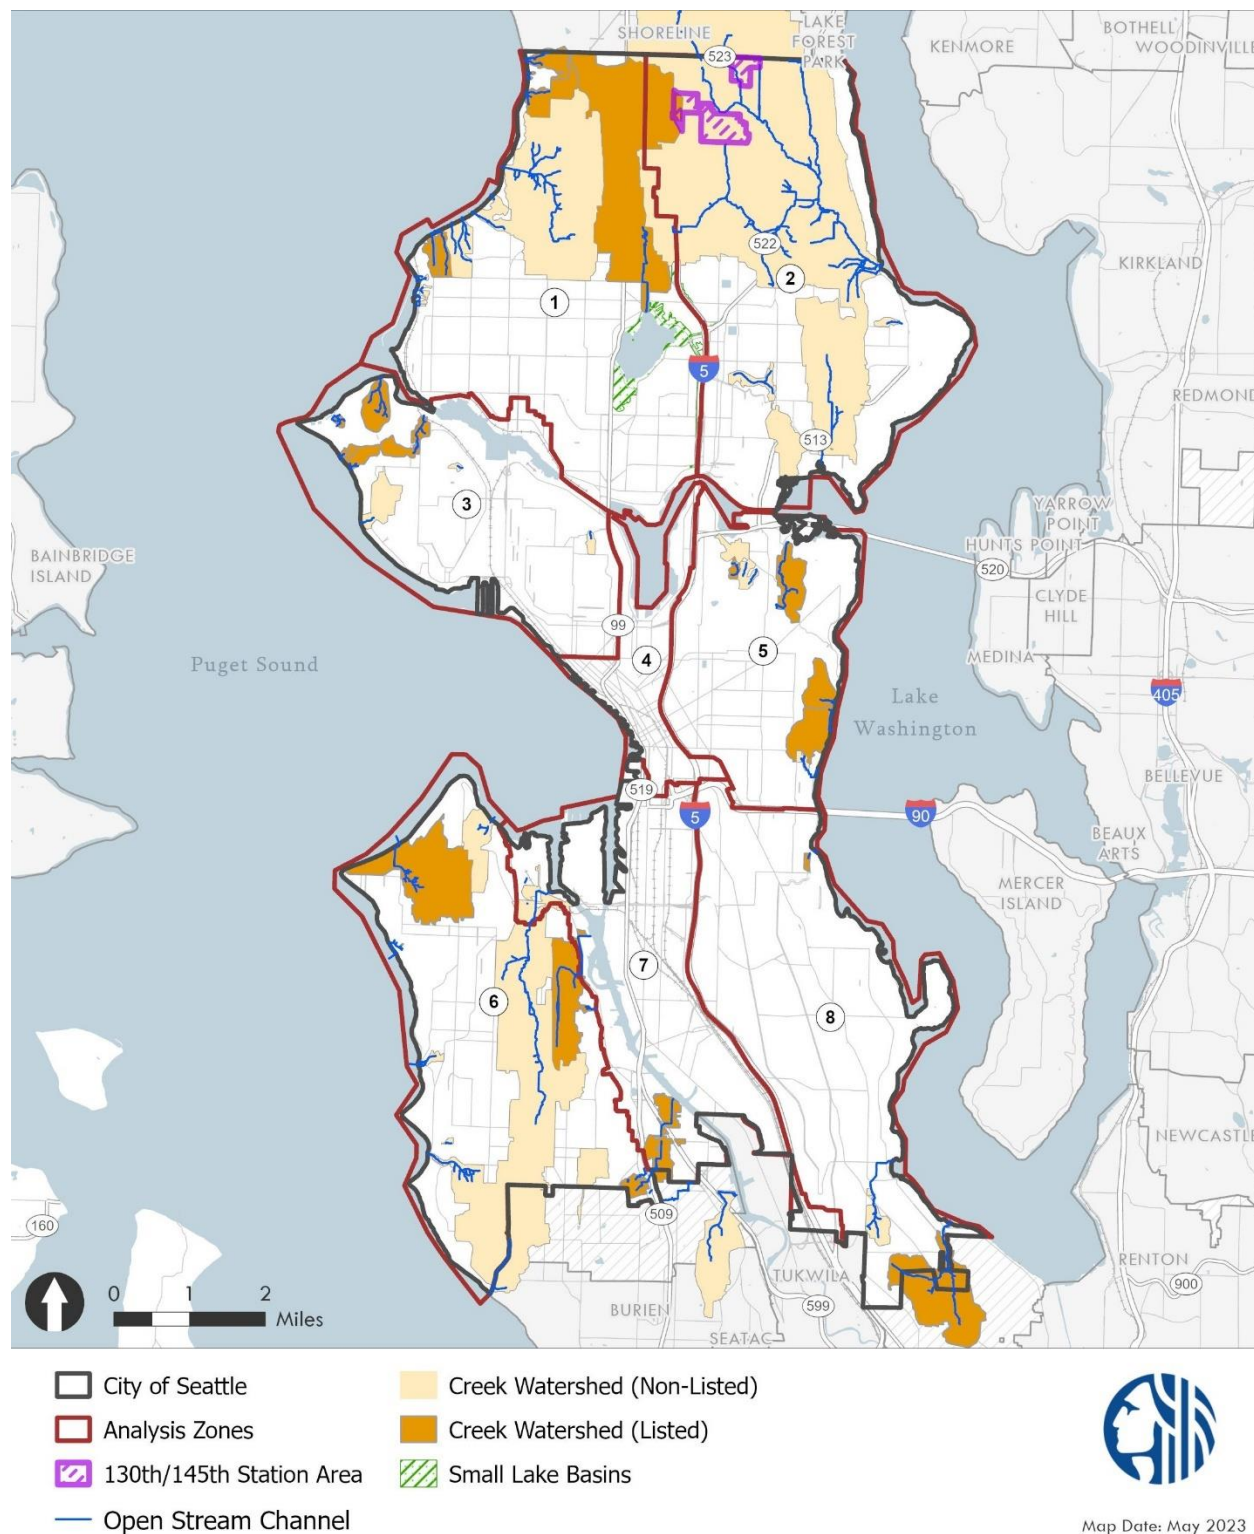 SHORELINE
LAKE
FOREST
PARK
BOTHELL
KENMORE
WOODINVILLE
523
522
1
2
KIRKLAND
5
REDMOND
513
3
YARROW
POINT
HUNTS POINT
BAINBRIDGE
ISLAND
520
CLYDE
HILL
99
4
5
MEDINA
Puget Sound
Lake
Washington
405
BELLEVUE
519
5
90
BEAUX
ARTS
MERCER
ISLAND
7
6
8
NEWCASTLE
160
509
TUKWILA
RENTON
900
599
BURIEN
SEATAC
0 1 2
Miles
City of Seattle
Analysis Zones
130th/145th Station Area
Open Stream Channel
Creek Watershed (Non-Listed)
Creek Watershed (Listed)
Small Lake Basins
Map Date: May 2023